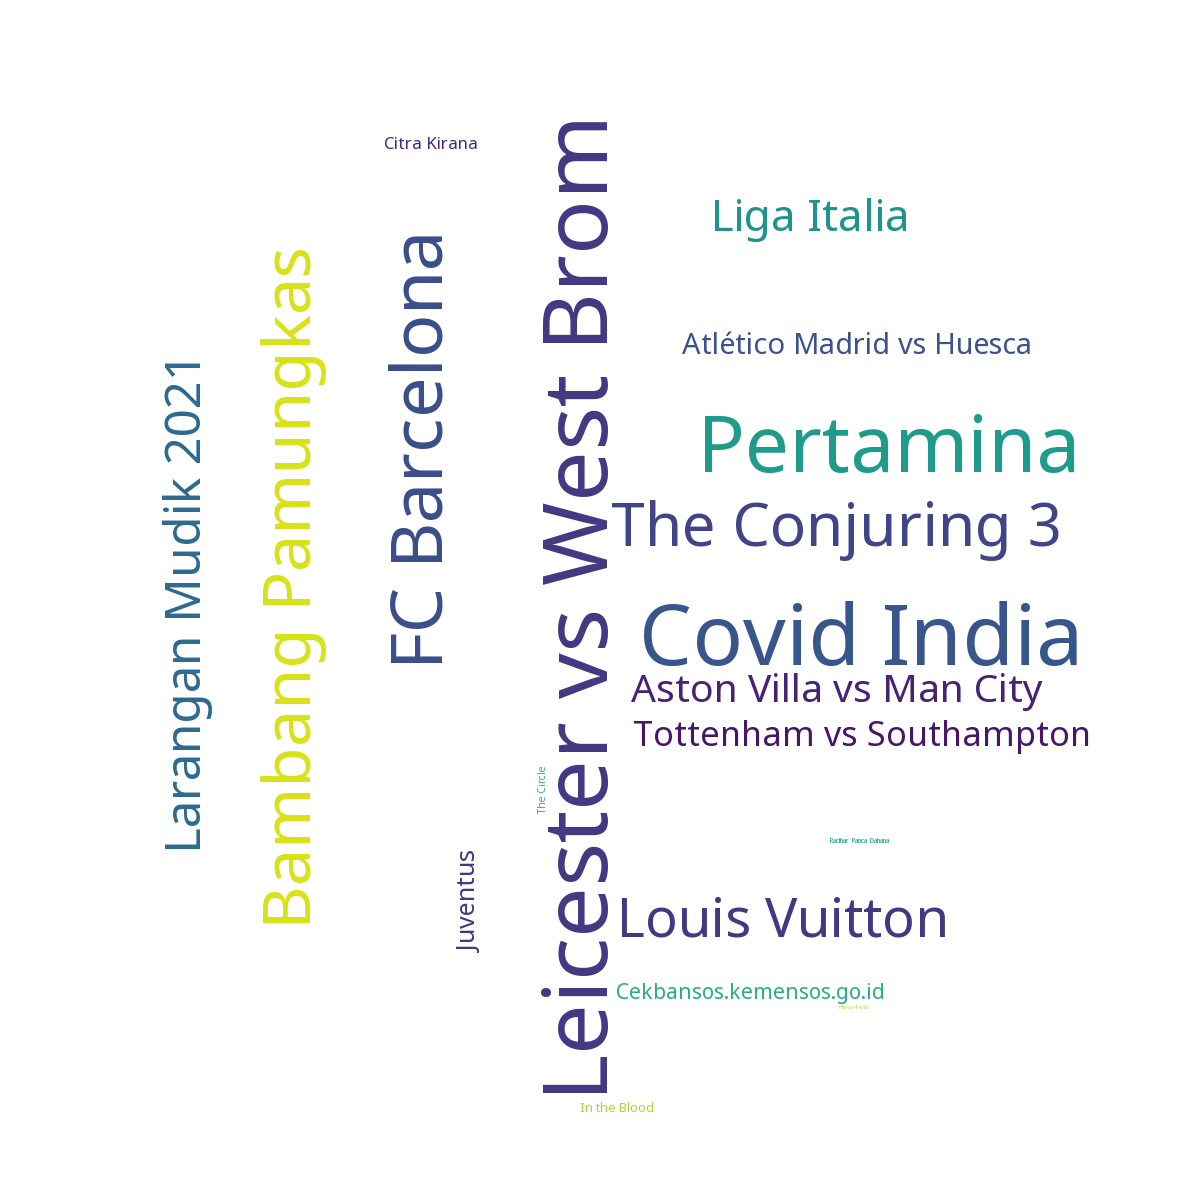 Citra Kirana
Liga Italia
Atlético Madrid vs Huesca
Pertamina
The Conjuring 3
Covid India
Aston Villa vs Man City
Tottenham vs Southampton
Larangan Mudik 2021
Bambang Pamungkas
FC Barcelona
Leicester vs West Brom
The Circle
Juventus
Radhar Panca Dahana
Louis Vuitton
Cekbansos.kemensos.go.id
In the Blood